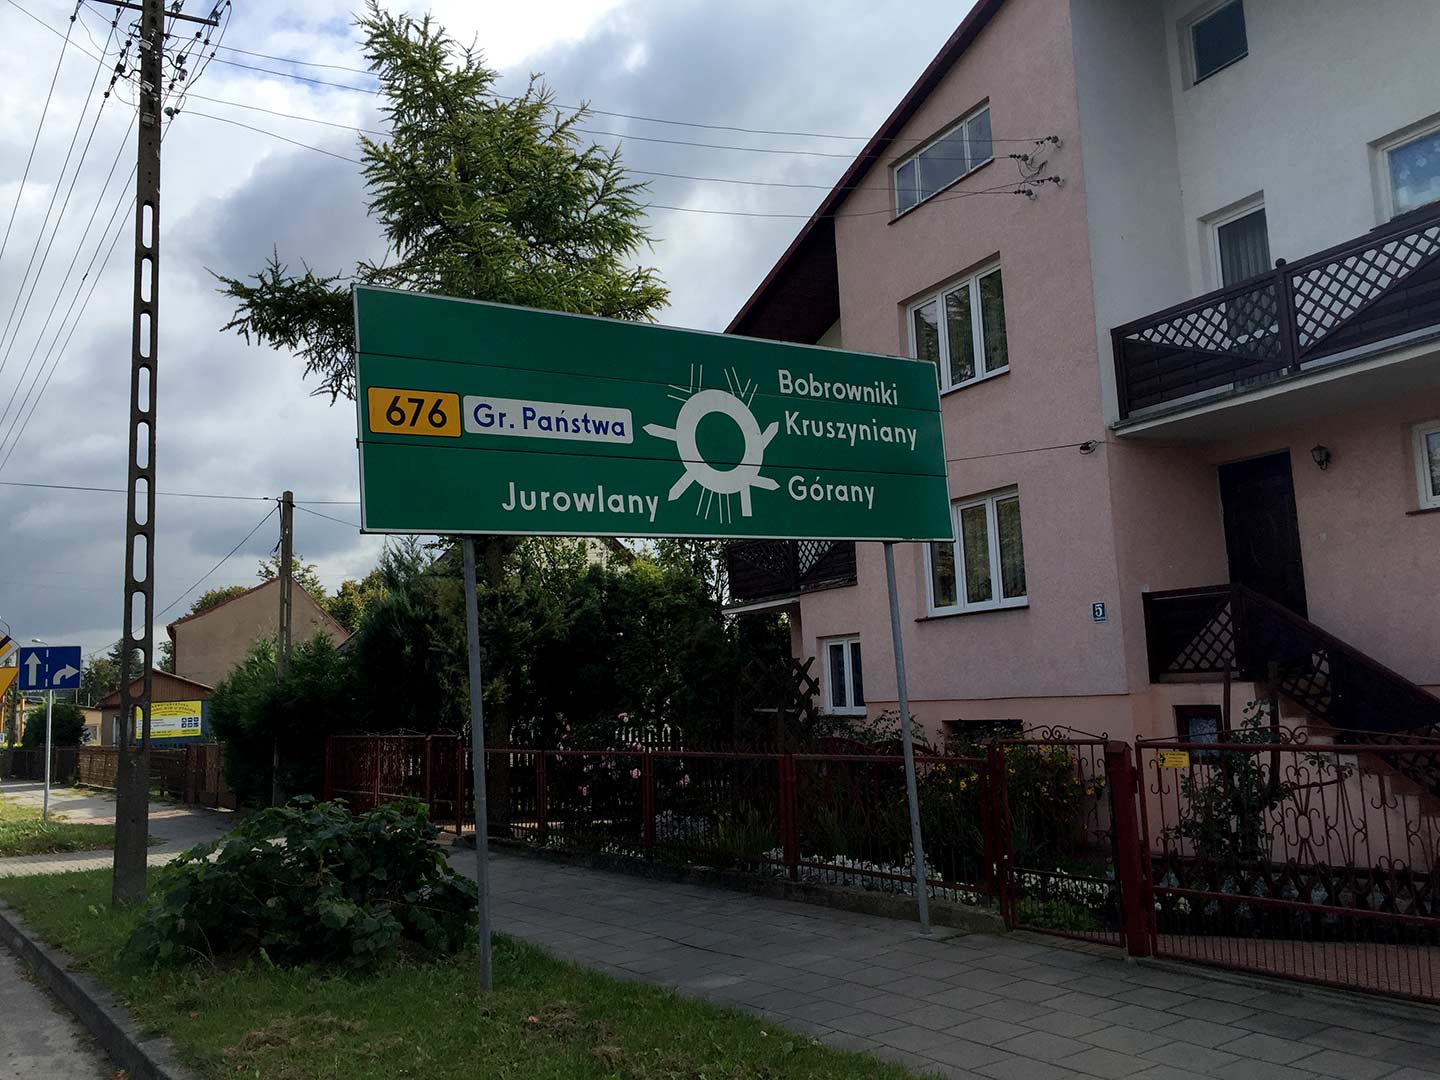 Bobrowniki
676 Gr. Państwa
Kruszyniany
Jurowlany
Górany
5